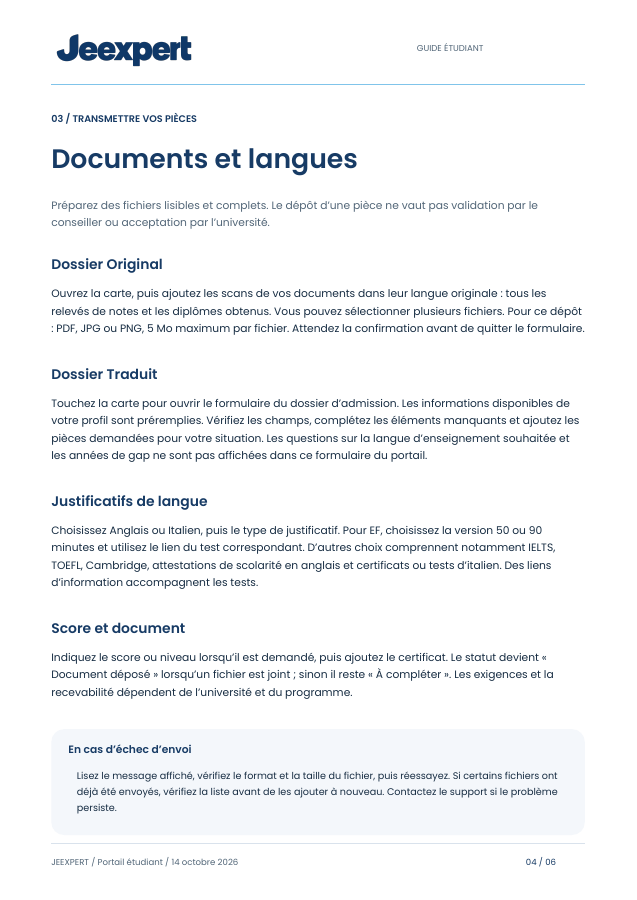 Jeexpert
GUIDE ÉTUDIANT
03 / TRANSMETTRE VOS PIÈCES
Documents et langues
Préparez des fichiers lisibles et complets. Le dépôt d’une pièce ne vaut pas validation par le
conseiller ou acceptation par l’université.
Dossier Original
Ouvrez la carte, puis ajoutez les scans de vos documents dans leur langue originale : tous les
relevés de notes et les diplômes obtenus. Vous pouvez sélectionner plusieurs fichiers. Pour ce dépôt
: PDF, JPG ou PNG, 5 Mo maximum par fichier. Attendez la confirmation avant de quitter le formulaire.
Dossier Traduit
Touchez la carte pour ouvrir le formulaire du dossier d’admission. Les informations disponibles de
votre profil sont préremplies. Vérifiez les champs, complétez les éléments manquants et ajoutez les
pièces demandées pour votre situation. Les questions sur la langue d’enseignement souhaitée et
les années de gap ne sont pas affichées dans ce formulaire du portail.
Justificatifs de langue
Choisissez Anglais ou Italien, puis le type de justificatif. Pour EF, choisissez la version 50 ou 90
minutes et utilisez le lien du test correspondant. D’autres choix comprennent notamment IELTS,
TOEFL, Cambridge, attestations de scolarité en anglais et certificats ou tests d’italien. Des liens
d’information accompagnent les tests.
Score et document
Indiquez le score ou niveau lorsqu’il est demandé, puis ajoutez le certificat. Le statut devient «
Document déposé » lorsqu’un fichier est joint ; sinon il reste « À compléter ». Les exigences et la
recevabilité dépendent de l’université et du programme.
En cas d’échec d’envoi
Lisez le message affiché, vérifiez le format et la taille du fichier, puis réessayez. Si certains fichiers ont
déjà été envoyés, vérifiez la liste avant de les ajouter à nouveau. Contactez le support si le problème
persiste.
JEEXPERT / Portail étudiant / 14 octobre 2026
04 / 06